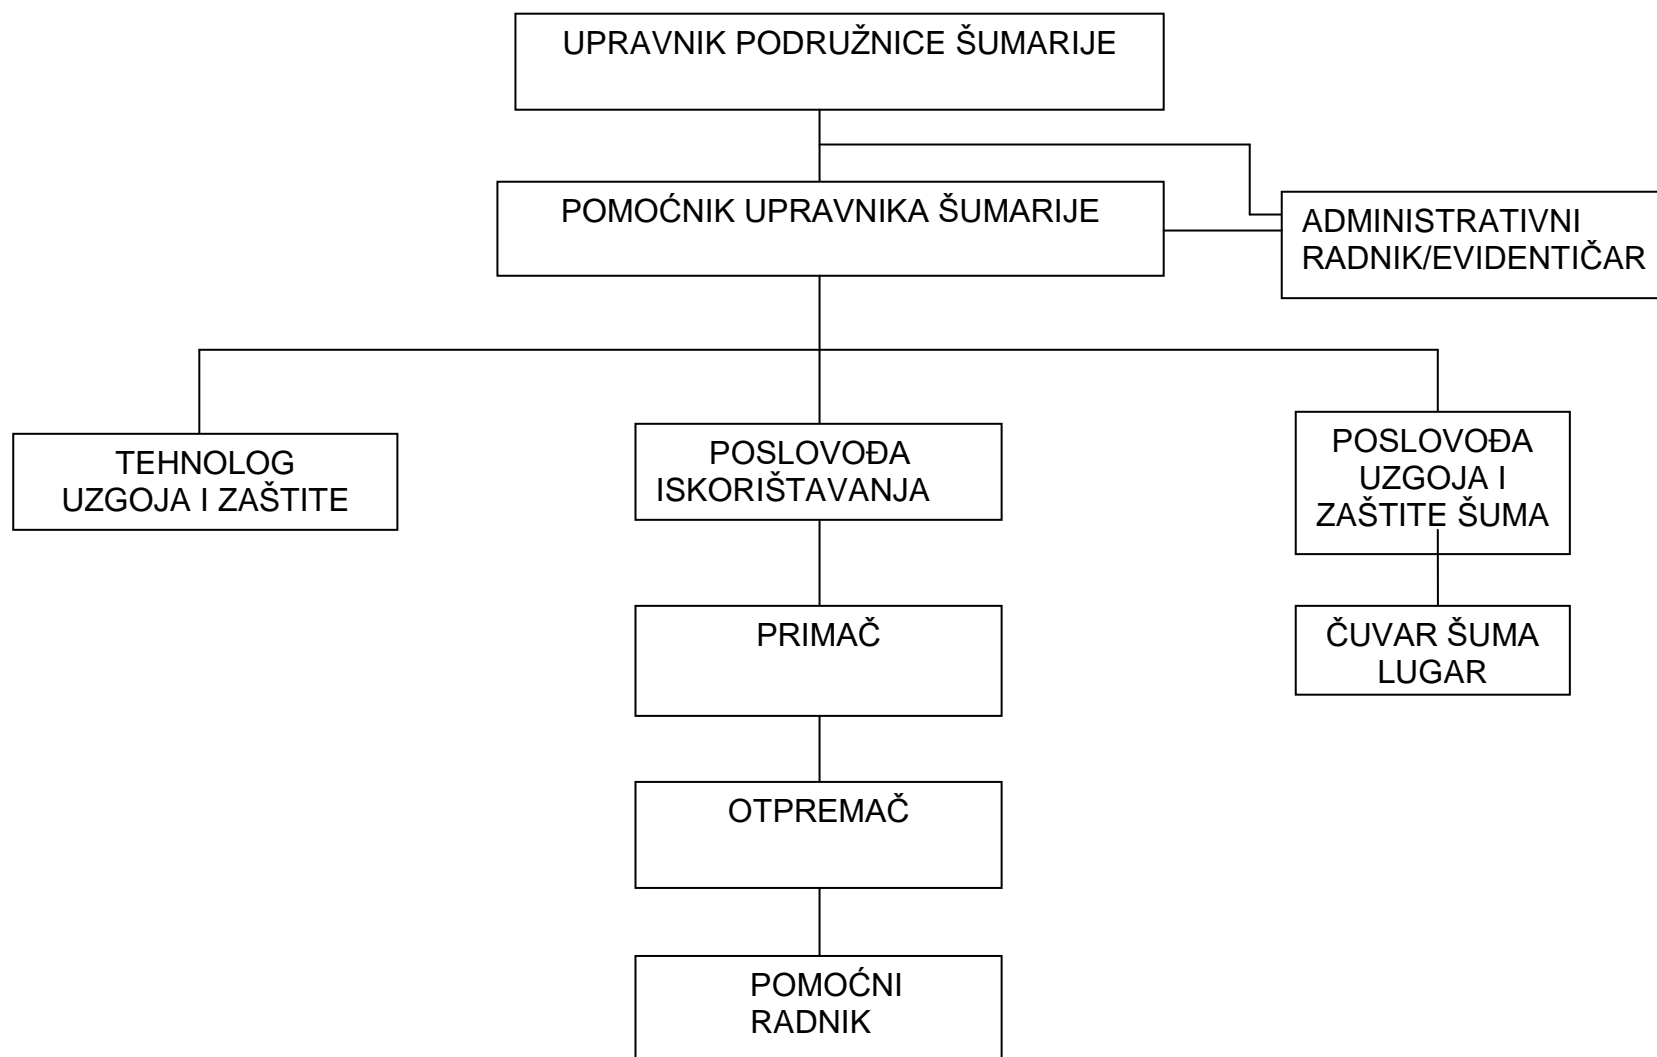 UPRAVNIK PODRUŽNICE ŠUMARIJE
POMOĆNIK UPRAVNIKA ŠUMARIJE
ADMINISTRATIVNI
RADNIK/EVIDENTIČAR
TEHNOLOG
UZGOJA I ZAŠTITE
POSLOVOĐA
ISKORIŠTAVANJA
POSLOVOĐA
UZGOJA I
ZAŠTITE ŠUMA
PRIMAČ
ČUVAR ŠUMA
LUGAR
OTPREMAČ
POMOĆNI
RADNIK